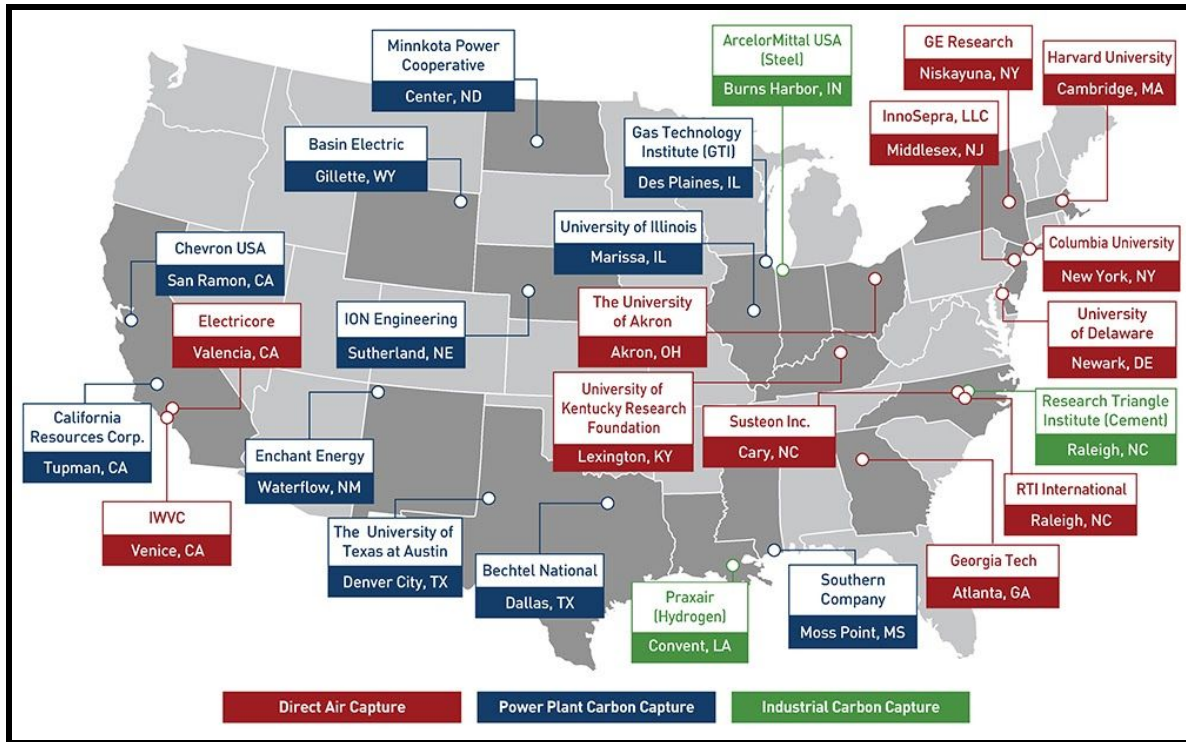 Minnkota Power
Cooperative
Center, ND
ArcelorMittal USA
(Steel)
Burns Harbor, IN
GE Research
Niskayuna, NY
Harvard University
Cambridge, MA
Basin Electric
Gillette, WY
Gas Technology
Institute (GTI)
Des Plaines, IL
InnoSepra, LLC
Middlesex, NJ
Chevron USA
San Ramon, CA
University of Illinois
Marissa, IL
Columbia University
New York, NY
Electricore
Valencia, CA
ION Engineering
Sutherland, NE
The University
of Akron
Akron, OH
University
of Delaware
Newark, DE
California
Resources Corp.
Tupman, CA
Enchant Energy
Waterflow, NM
University of
Kentucky Research
Foundation
Lexington, KY
Susteon Inc.
Cary, NC
Research Triangle
Institute (Cement)
Raleigh, NC
IWVC
Venice, CA
The University of
Texas at Austin
Denver City, TX
Bechtel National
Dallas, TX
Praxair
(Hydrogen)
Convent, LA
Southern
Company
Moss Point, MS
Georgia Tech
Atlanta, GA
RTI International
Raleigh, NC
Direct Air Capture
Power Plant Carbon Capture
Industrial Carbon Capture